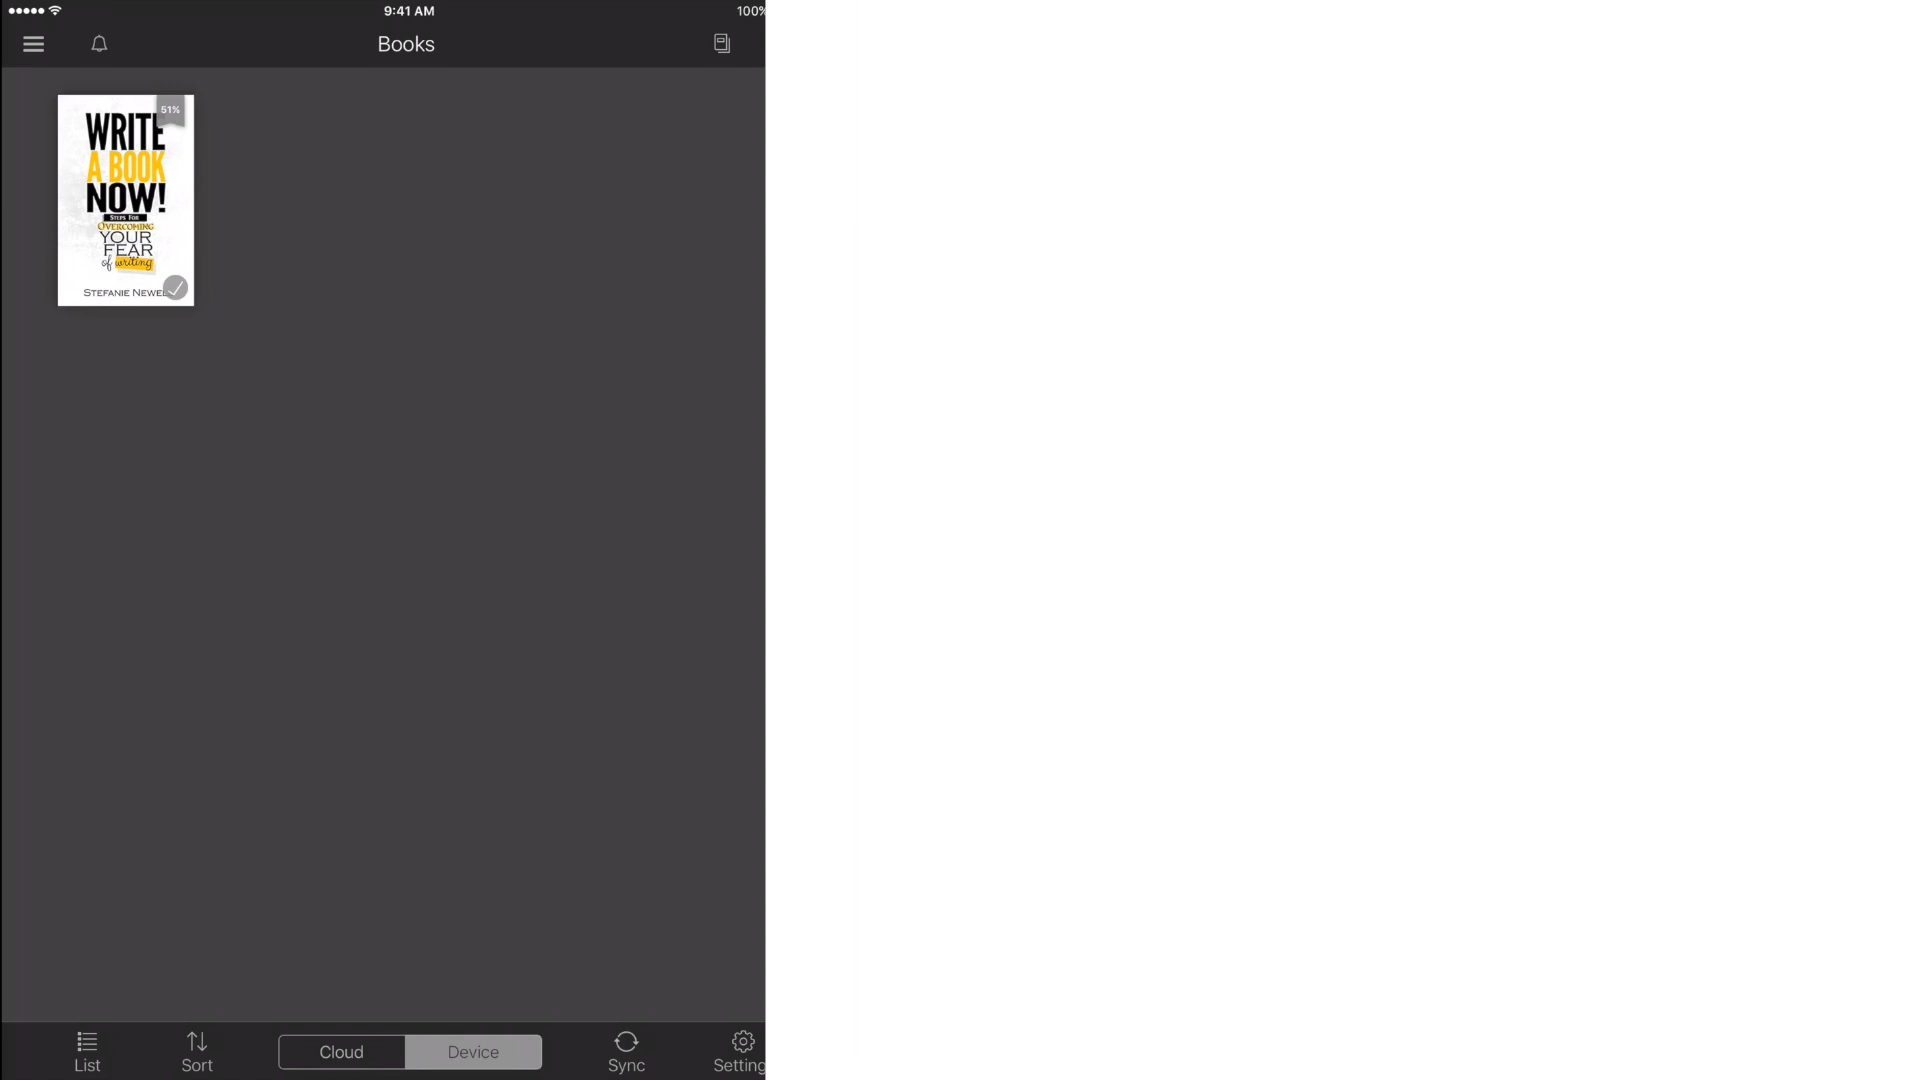 9:41 AM
100%
Books
51%
WRITE
A BOOK
NOW!
STEPS FOR
OVERCOMING
YOUR
FEAR
of writing
STEFANIE NEWEL
List
Sort
Cloud
Device
Sync
Setting